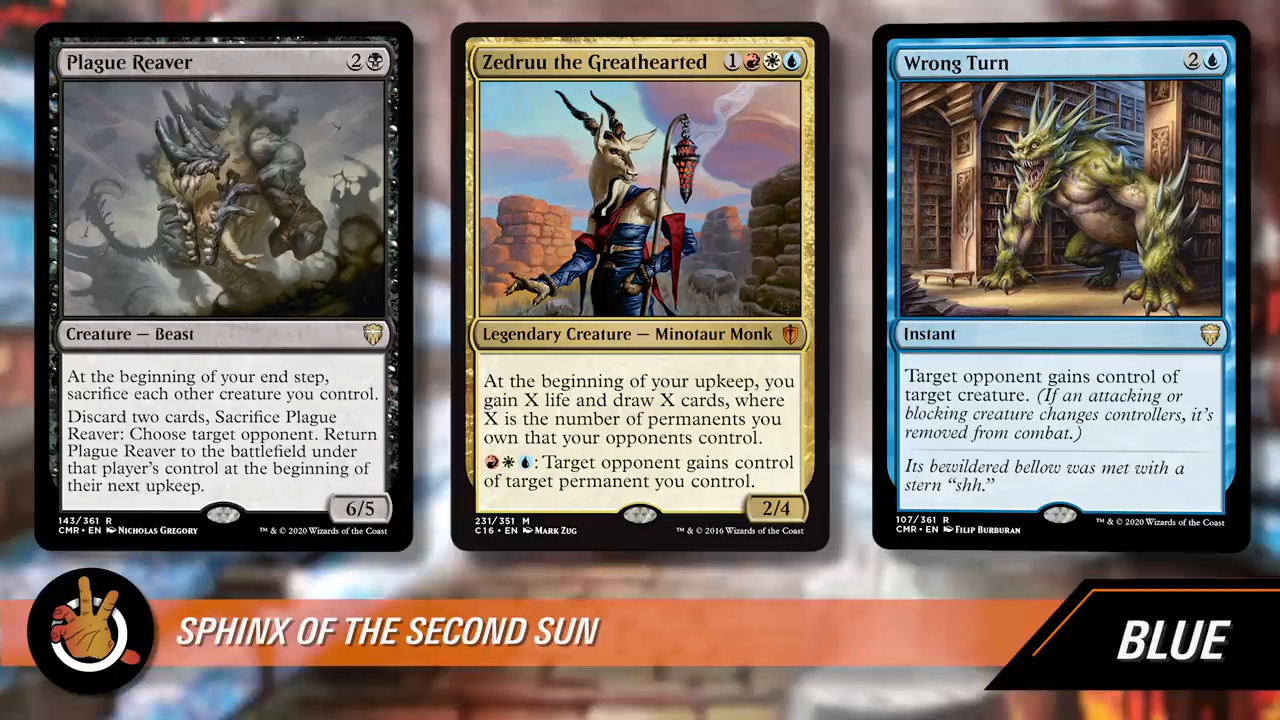 Plague Reaver 2
Creature — Beast
At the beginning of your end step,
sacrifice each other creature you control.
Discard two cards, Sacrifice Plague
Reaver: Choose target opponent. Return
Plague Reaver to the battlefield under
that player's control at the beginning of
their next upkeep.
6/5
143/361 R
CMR • EN Nicholas Gregory
™ & © 2020 Wizards of the Coast
Zedruu the Greathearted 1
Legendary Creature — Minotaur Monk
At the beginning of your upkeep, you
gain X life and draw X cards, where
X is the number of permanents you
own that your opponents control.
: Target opponent gains control
of target permanent you control.
2/4
231/351 M
C16 • EN Mark Zug
™ & © 2016 Wizards of the Coast
Wrong Turn 2
Instant
Target opponent gains control of
target creature. (If an attacking or
blocking creature changes controllers, it's
removed from combat.)
Its bewildered bellow was met with a
stern “shh.”
107/361 R
CMR • EN Filip Burburan
™ & © 2020 Wizards of the Coast
SPHINX OF THE SECOND SUN
BLUE